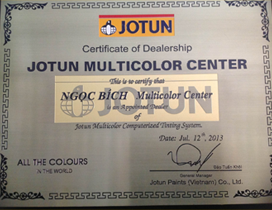 JOTUN
Certificate of Dealership
JOTUN MULTICOLOR CENTER
This is to certify that
NGỌC BÍCH Multicolor Center
is an Appointed Dealer
of
Jotun Multicolor Computerized Tinting System.
Date: Jul. 12th, 2013
ALL THE COLOURS
IN THE WORLD
General Manager
Jotun Paints (Vietnam) Co., Ltd.